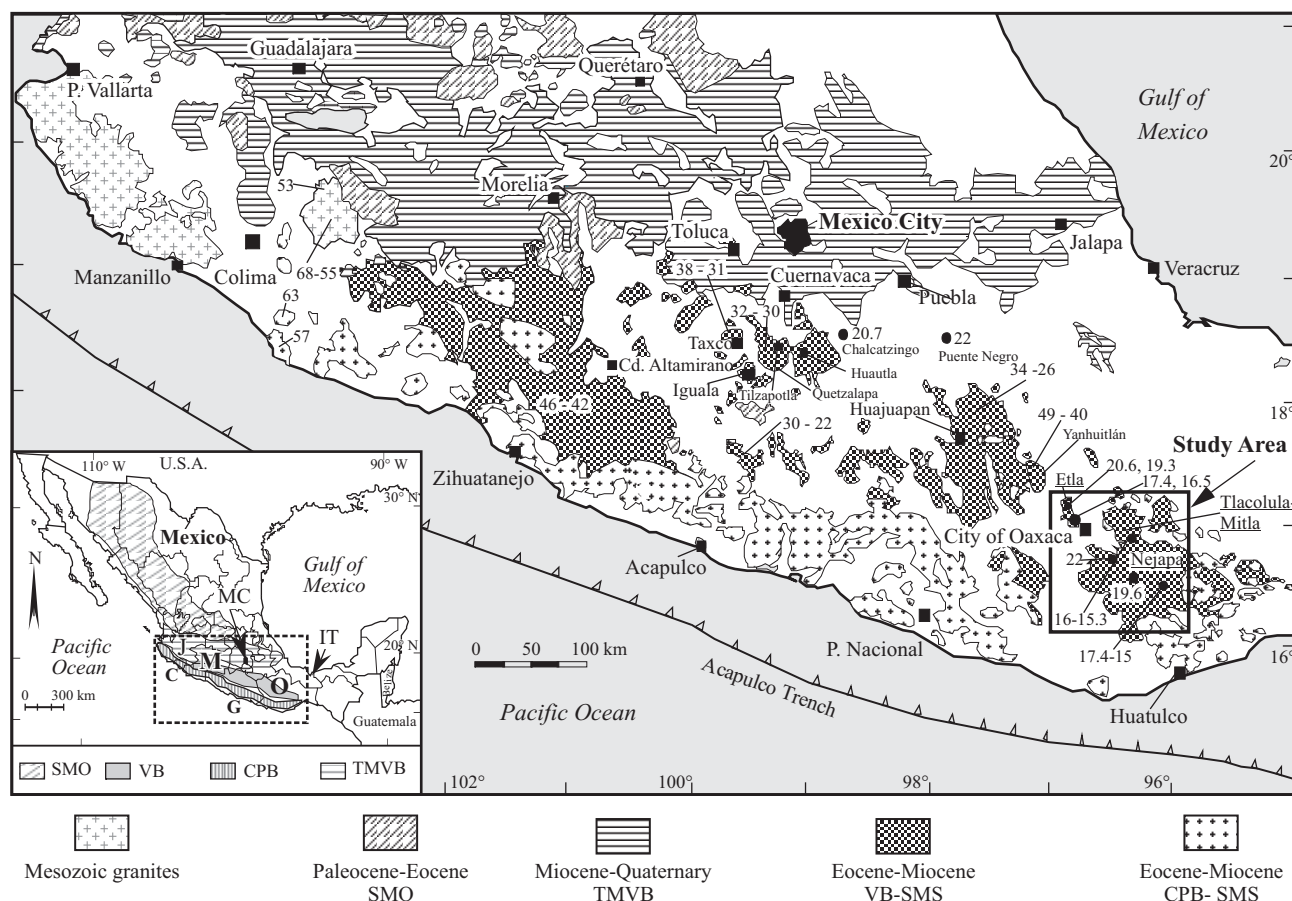 Guadalajara
Querétaro
P. Vallarta
Gulf of
Mexico
20°
53
Morelia
Mexico City
Toluca
Jalapa
Manzanillo
Colima
68-55
38 - 31
Cuernavaca
Veracruz
Puebla
63
32 - 30
57
Taxco
20.7
Chalcatzingo
22
Puente Negro
Cd. Altamirano
Iguala
Huautla
Tilzapotla
Quetzalapa
34 -26
46 - 42
Huajuapan
18°
30 - 22
49 - 40
Yanhuitlán
Study Area
Zihuatanejo
Etla
20.6, 19.3
17.4, 16.5
Tlacolula-
Mitla
City of Oaxaca
Acapulco
22
Nejapa
19.6
16-15.3
P. Nacional
17.4-15
16°
Huatulco
0 50 100 km
Acapulco Trench
Pacific Ocean
102°
100°
98°
96°
110° W
U.S.A.
90° W
30° N
N
Mexico
Gulf of
Mexico
MC
Pacific
Ocean
J
M
IT
20° N
C
G
O
Belize
Guatemala
0 300 km
SMO
VB
CPB
TMVB
Mesozoic granites
Paleocene-Eocene
SMO
Miocene-Quaternary
TMVB
Eocene-Miocene
VB-SMS
Eocene-Miocene
CPB- SMS